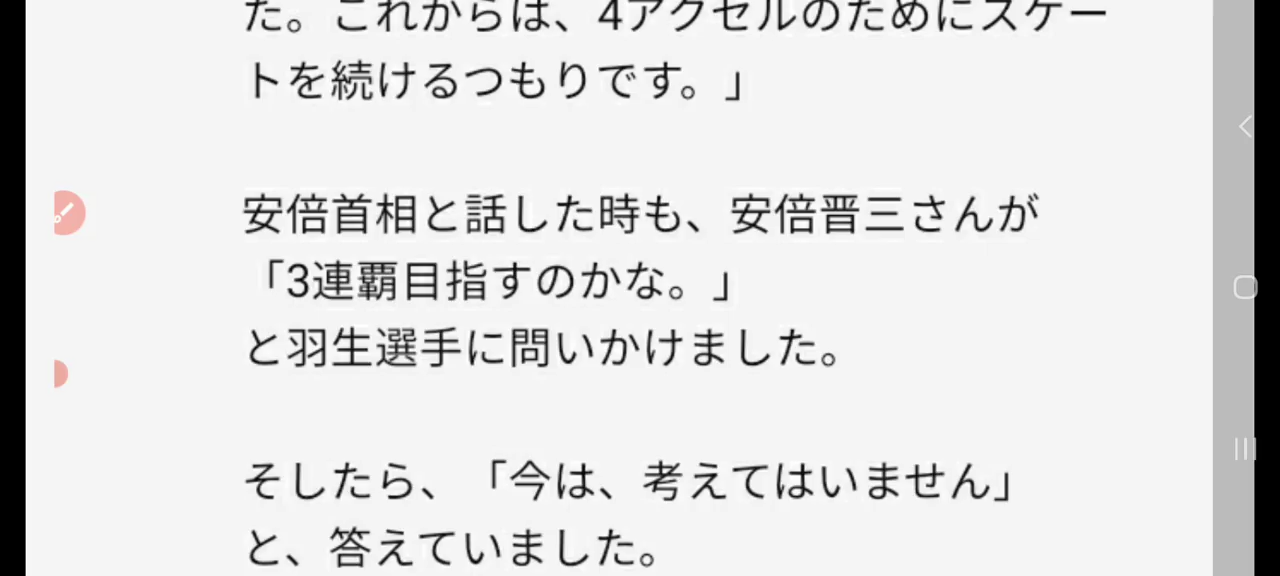 た。これからは、4アクセルのためにスケー
トを続けるつもりです。」
安倍首相と話した時も、安倍晋三さんが
「3連覇目指すのかな。」
と羽生選手に問いかけました。
そしたら、「今は、考えてはいません」
と、答えていました。